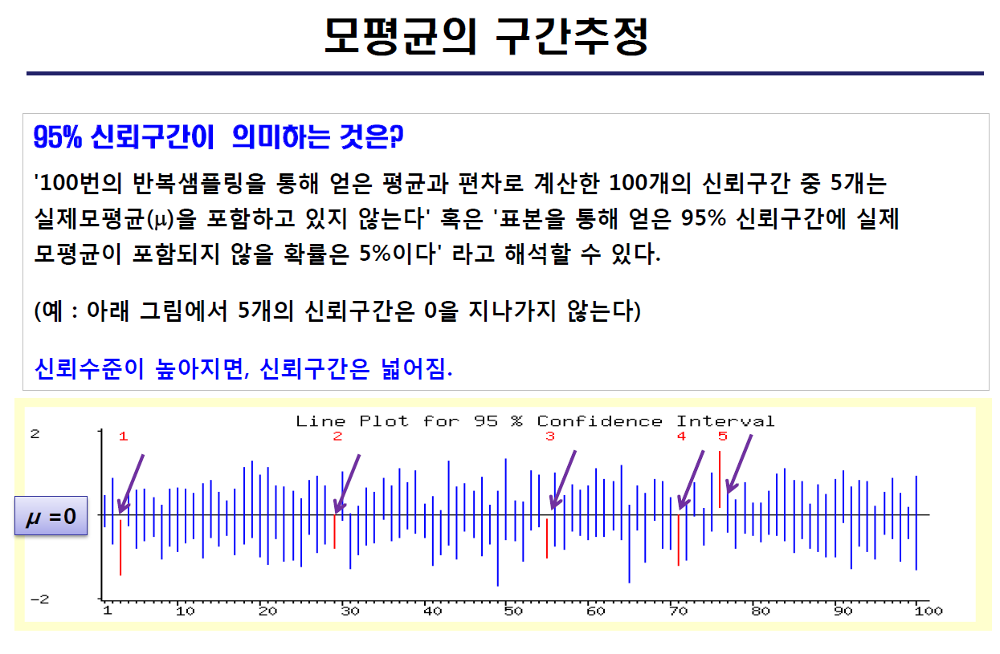 모평균의 구간추정
95% 신뢰구간이 의미하는 것은?
'100번의 반복샘플링을 통해 얻은 평균과 편차로 계산한 100개의 신뢰구간 중 5개는
실제모평균(μ)을 포함하고 있지 않는다' 혹은 '표본을 통해 얻은 95% 신뢰구간에 실제
모평균이 포함되지 않을 확률은 5%이다' 라고 해석할 수 있다.
(예 : 아래 그림에서 5개의 신뢰구간은 0을 지나가지 않는다)
신뢰수준이 높아지면, 신뢰구간은 넓어짐.
Line Plot for 95 % Confidence Interval
2
1 2 3 4 5
μ =0
-2
1 10 20 30 40 50 60 70 80 90 100